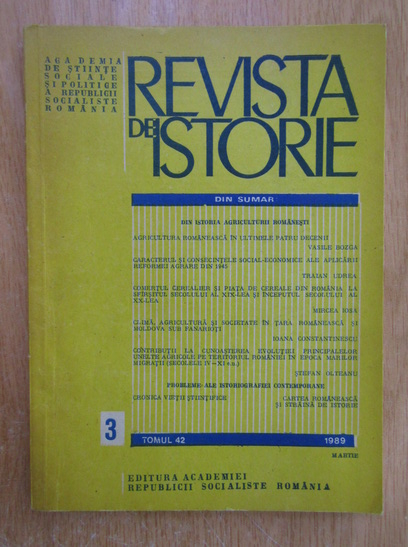 ACADEMIA
DE ȘTIINȚE
SOCIALE
ȘI POLITICE
A REPUBLICII
SOCIALISTE
ROMÂNIA
REVISTA
DE ISTORIE
DIN SUMAR
DIN ISTORIA AGRICULTURII ROMÂNEȘTI
AGRICULTURA ROMÂNEASCĂ ÎN ULTIMELE PATRU DECENII
VASILE BOZGA
CARACTERUL ȘI CONSECINȚELE SOCIAL-ECONOMICE ALE APLICĂRII
REFORMEI AGRARE DIN 1945
TRAIAN UDREA
COMERȚUL CEREALIER ȘI PIAȚA DE CEREALE DIN ROMÂNIA LA
SFÎRȘITUL SECOLULUI AL XIX-LEA ȘI ÎNCEPUTUL SECOLULUI AL
XX-LEA
MIRCEA IOSA
CLIMĂ, AGRICULTURĂ ȘI SOCIETATE ÎN ȚARA ROMÂNEASCĂ ȘI
MOLDOVA SUB FANARIOȚI
IOANA CONSTANTINESCU
CONTRIBUȚII LA CUNOAȘTEREA EVOLUȚIEI PRINCIPALELOR
UNELTE AGRICOLE PE TERITORIUL ROMÂNIEI ÎN EPOCA MARILOR
MIGRAȚII (SECOLELE IV–XI e.n.)
ȘTEFAN OLTEANU
PROBLEME ALE ISTORIOGRAFIEI CONTEMPORANE
CRONICA VIEȚII ȘTIINȚIFICE
CARTEA ROMÂNEASCĂ
ȘI STRĂINĂ DE ISTORIE
3
TOMUL 42
1989
MARTIE
EDITURA ACADEMIEI
REPUBLICII SOCIALISTE ROMÂNIA